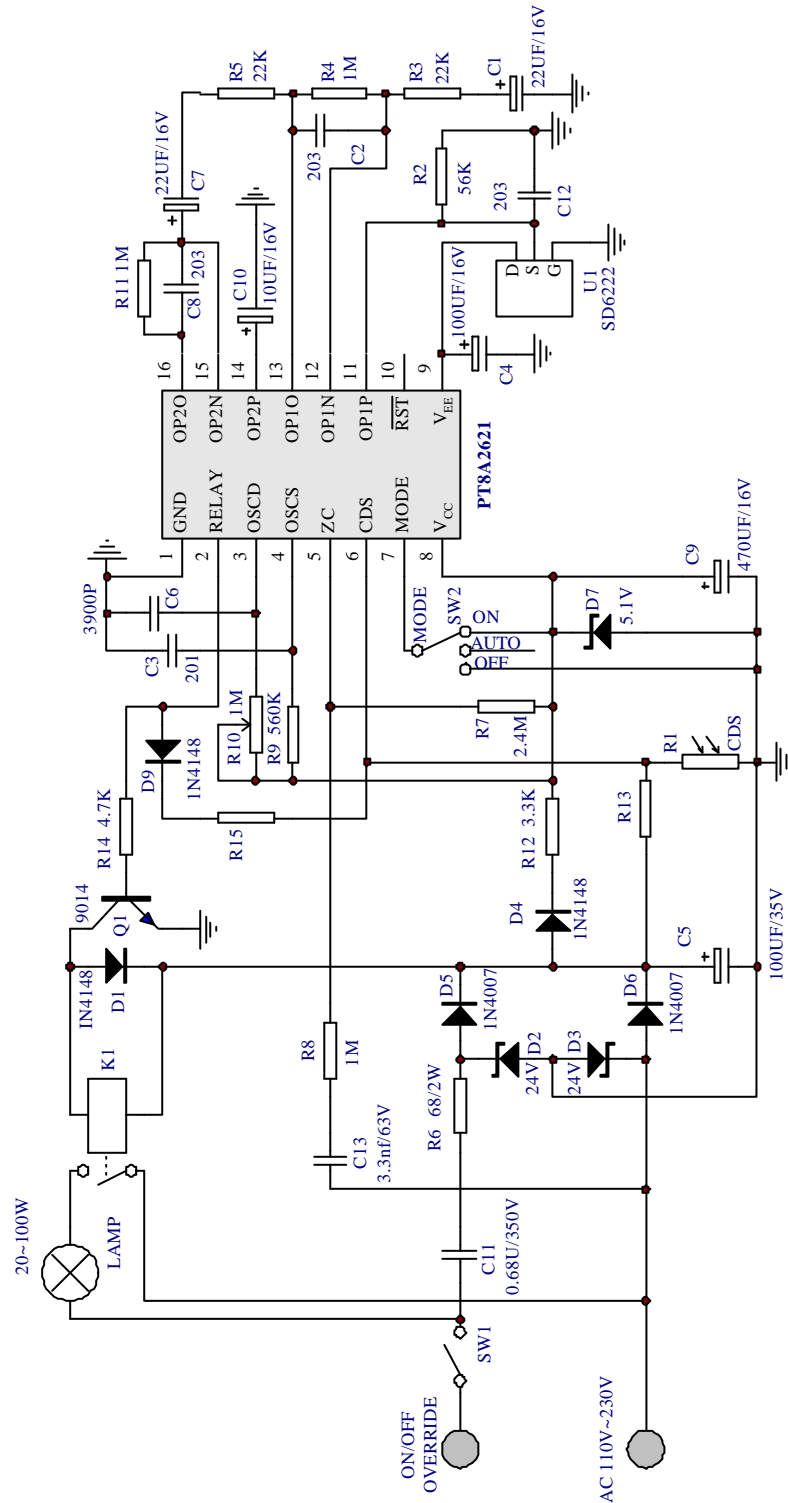 20~100W
LAMP
K1
IN4148
D1
9014
Q1
R14 4.7K
D9
1N4148
R15
3900P
C6
C3
201
R10
1M
R9 560K
1
GND
2
RELAY
3
OSCD
4
OSCS
5
ZC
6
CDS
7
MODE
8
VCC
16
OP2O
15
OP2N
14
OP2P
13
OP1O
12
OP1N
11
OP1P
10
RST
9
VEE
PT8A2621
R11 1M
C8
203
22UF/16V
C7
C10
10UF/16V
R5
22K
R4
1M
R3
22K
C1
22UF/16V
203
C2
R2
56K
203
C12
100UF/16V
C4
D
S
G
U1
SD6222
MODE
SW2
ON
AUTO
OFF
D7
5.1V
C9
470UF/16V
R7
2.4M
R1
CDS
R13
R12 3.3K
D4
1N4148
C5
100UF/35V
D5
1N4007
D6
1N4007
24V D2
24V D3
R6 68/2W
R8
1M
C13
3.3nf/63V
C11
0.68U/350V
SW1
ON/OFF
OVERRIDE
AC 110V~230V